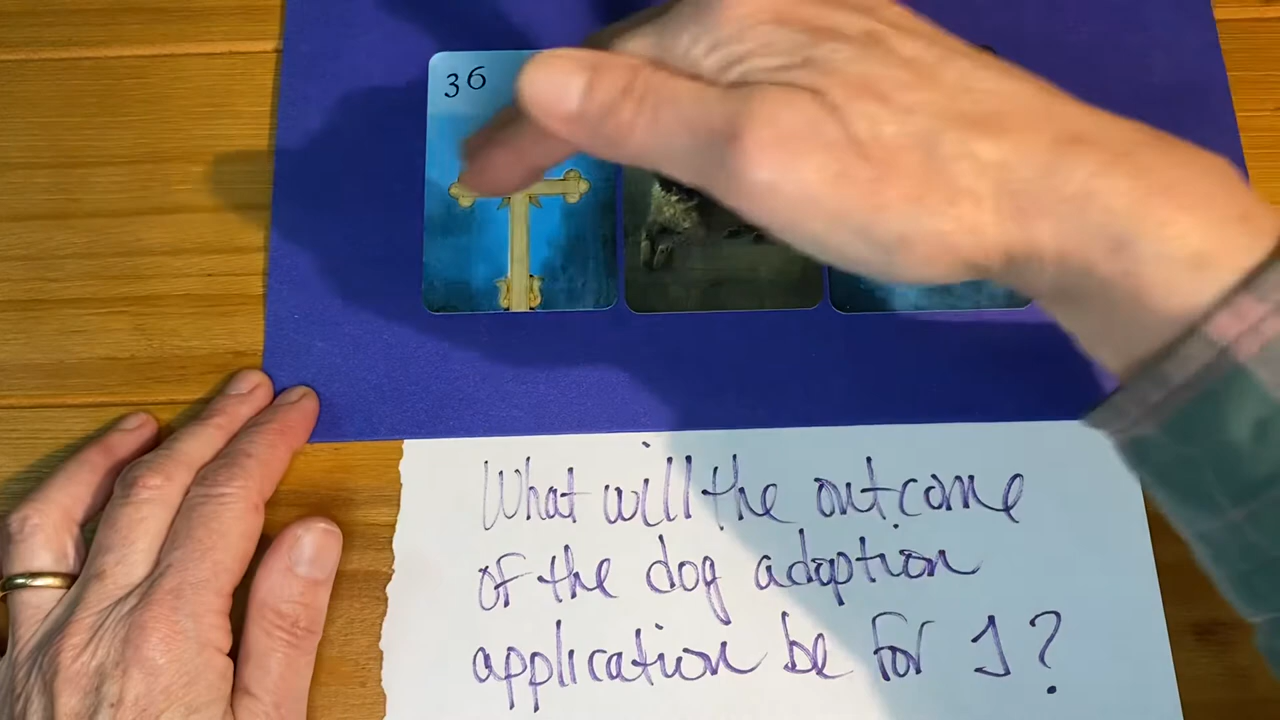 36
What will the outcome
of the dog adoption
application be for J?